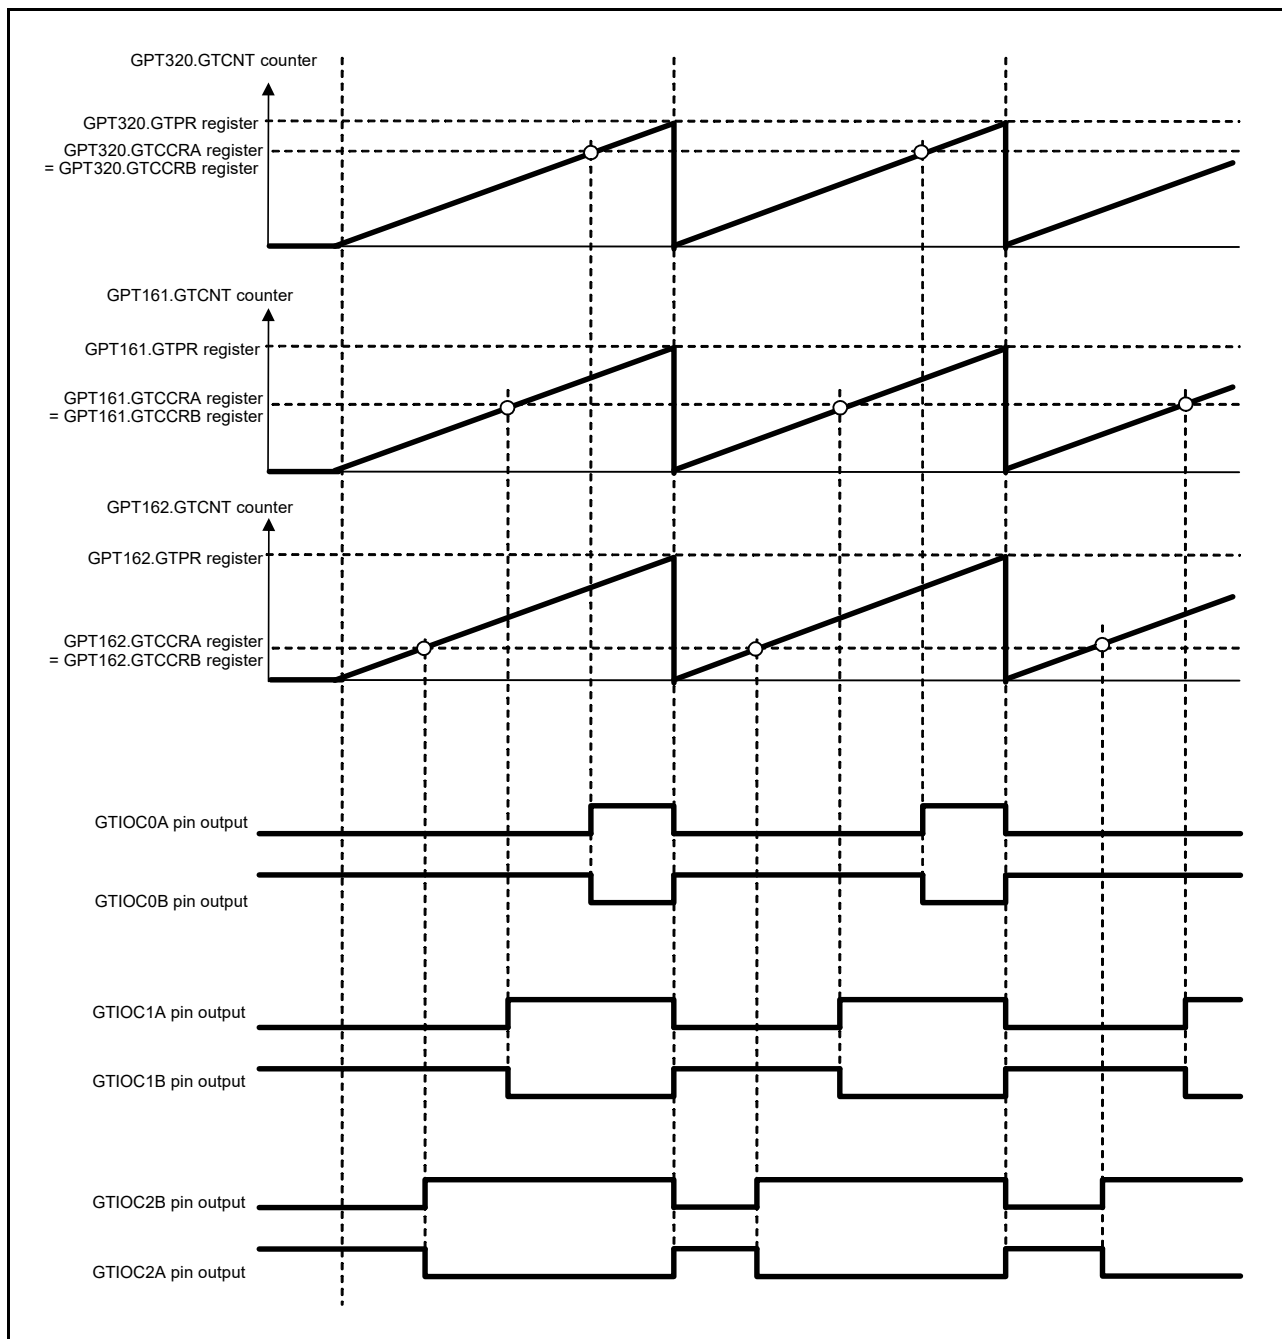 GPT320.GTCNT counter
GPT320.GTPR register
GPT320.GTCCRA register
= GPT320.GTCCRB register
GPT161.GTCNT counter
GPT161.GTPR register
GPT161.GTCCRA register
= GPT161.GTCCRB register
GPT162.GTCNT counter
GPT162.GTPR register
GPT162.GTCCRA register
= GPT162.GTCCRB register
GTIOC0A pin output
GTIOC0B pin output
GTIOC1A pin output
GTIOC1B pin output
GTIOC2B pin output
GTIOC2A pin output